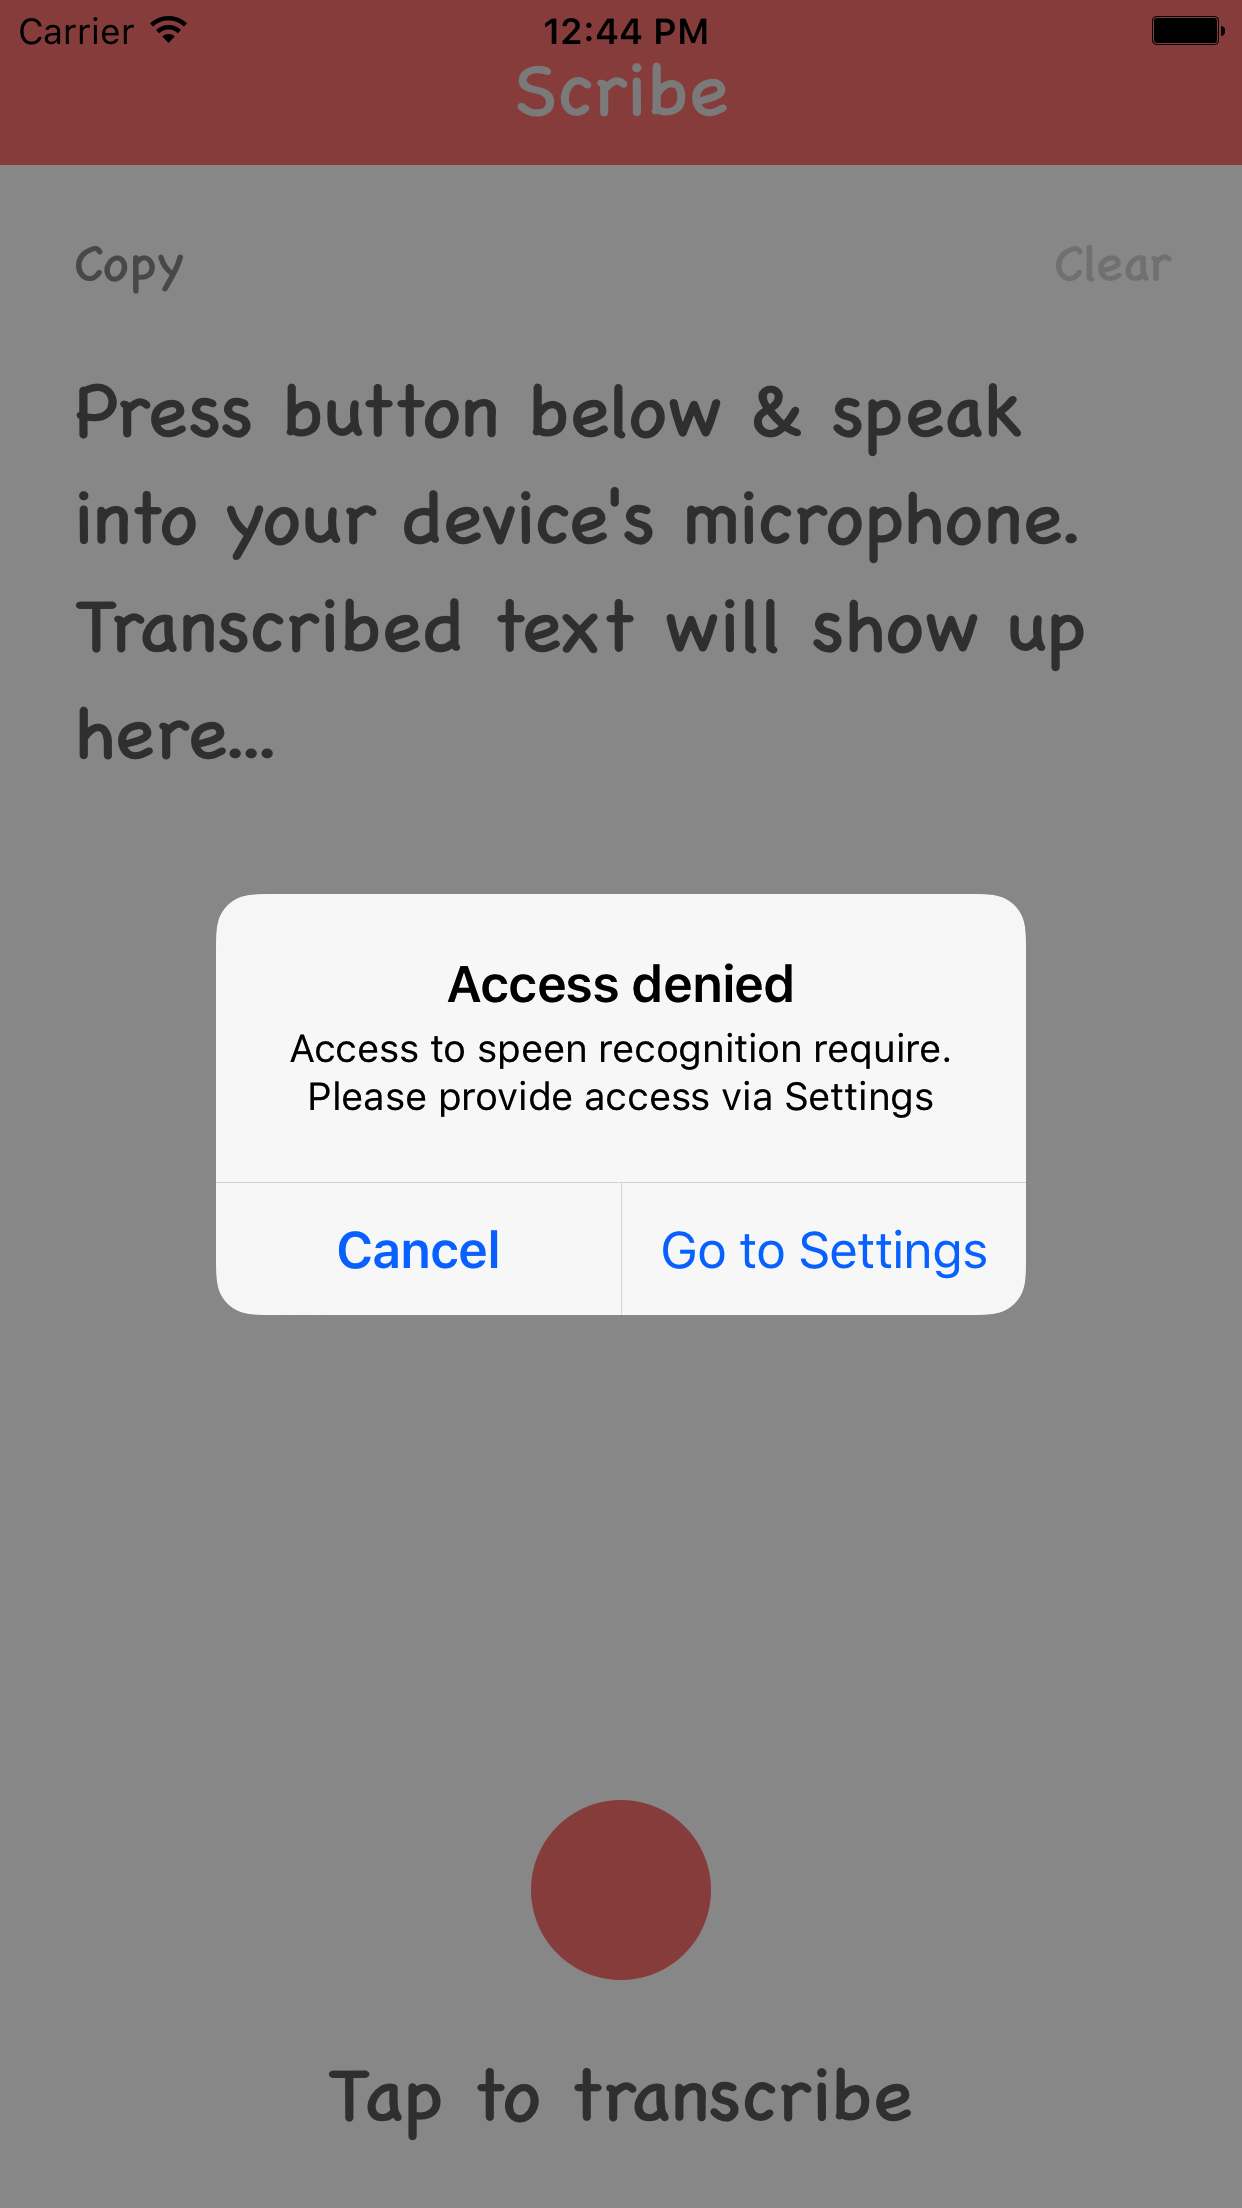 Carrier 12:44 PM
Scribe
Copy Clear
Press button below & speak
into your device's microphone.
Transcribed text will show up
here...
Access denied
Access to speen recognition require.
Please provide access via Settings
Cancel Go to Settings
Tap to transcribe